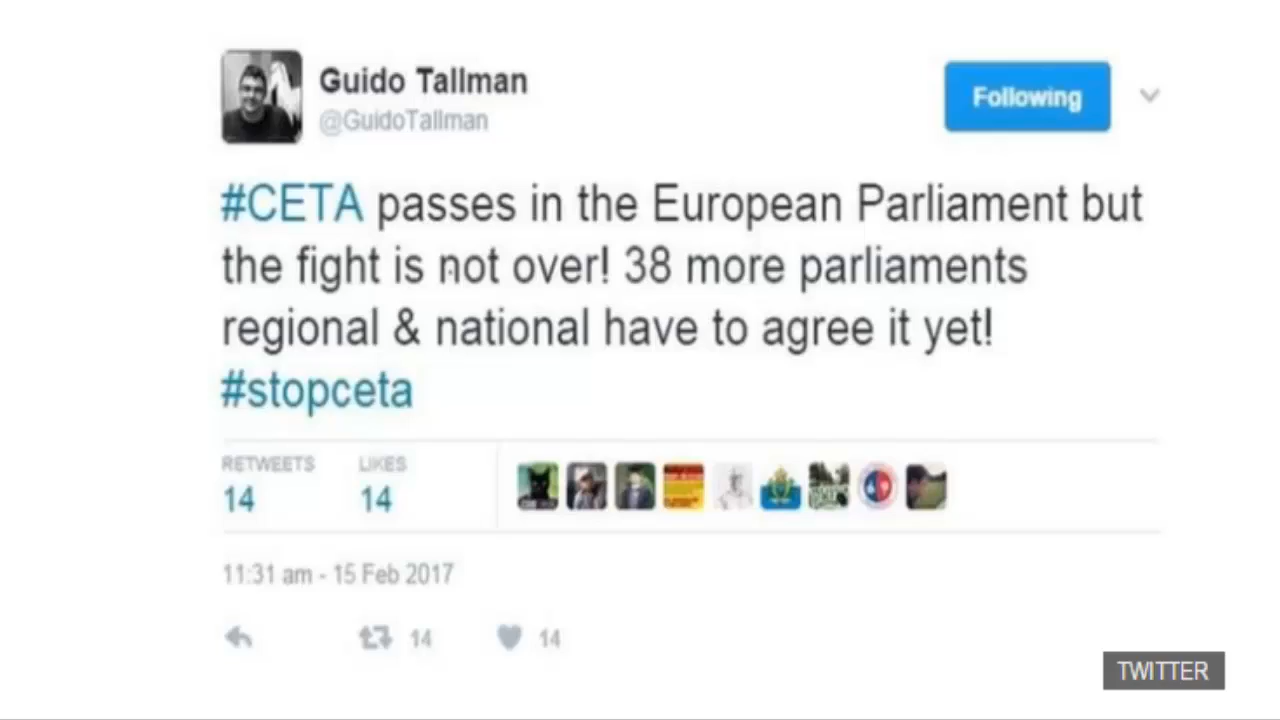 Guido Tallman
@GuidoTallman
Following
#CETA passes in the European Parliament but
the fight is not over! 38 more parliaments
regional & national have to agree it yet!
#stopceta
RETWEETS LIKES
14 14
11:31 am - 15 Feb 2017
14 14
TWITTER